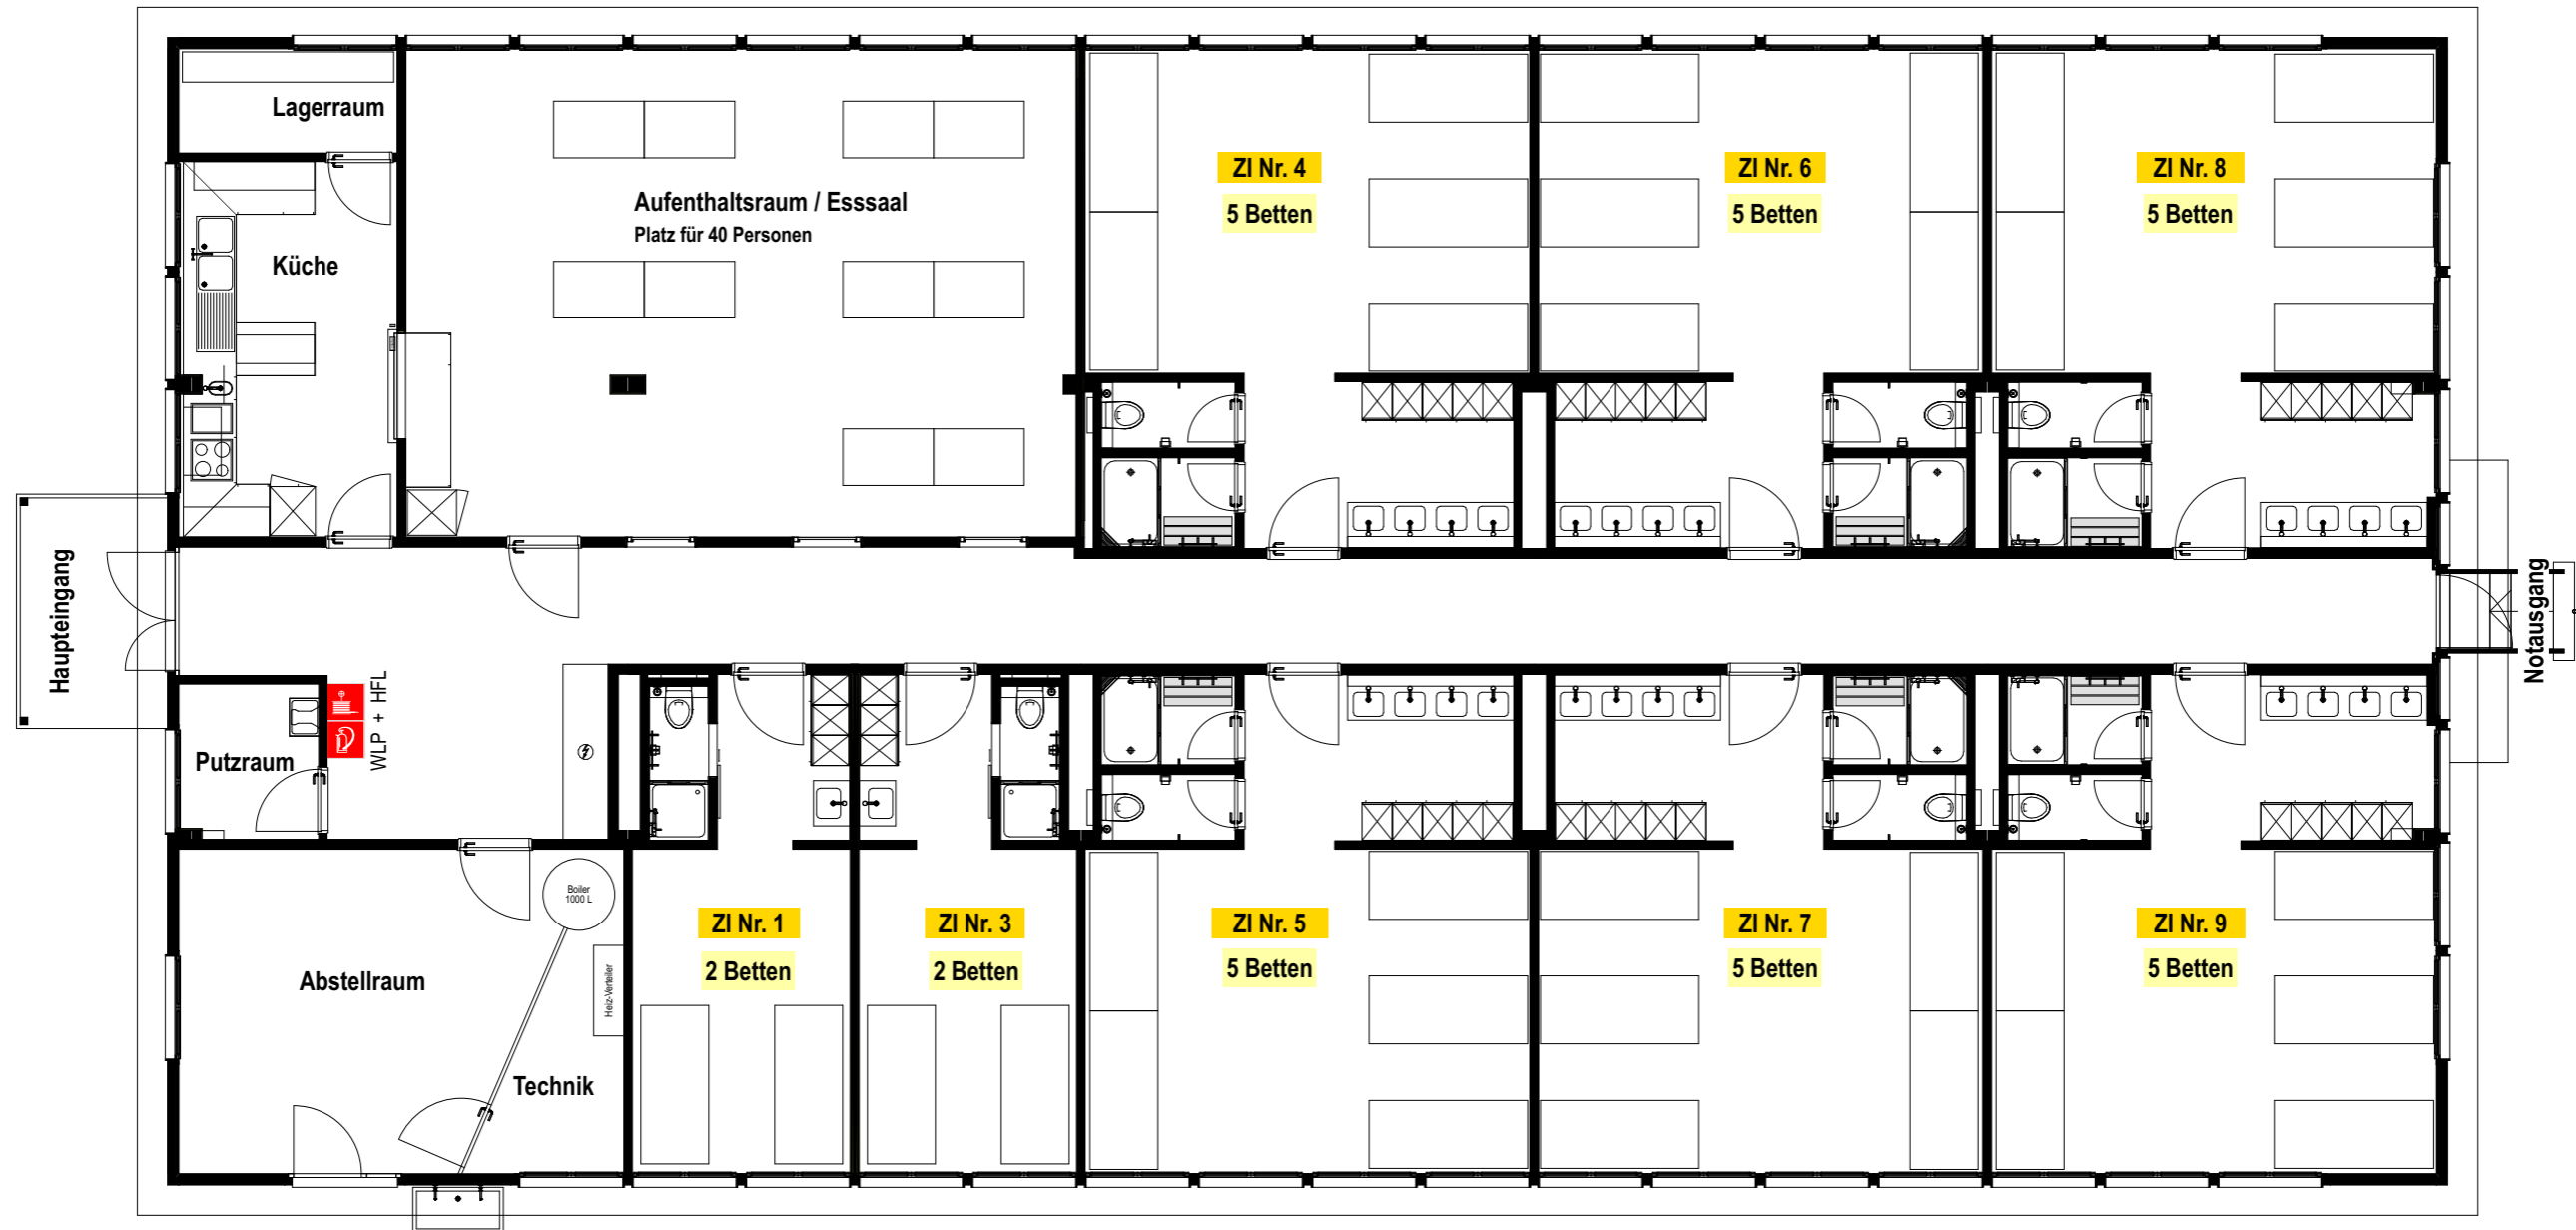 Lagerraum
Aufenthaltsraum / Esssaal
Platz für 40 Personen
Küche
ZI Nr. 4
5 Betten
ZI Nr. 6
5 Betten
ZI Nr. 8
5 Betten
Haupteingang
Notausgang
WLP + HFL
Putzraum
Abstellraum
Boiler
1000 L
Heiz-Verteiler
Technik
ZI Nr. 1
2 Betten
ZI Nr. 3
2 Betten
ZI Nr. 5
5 Betten
ZI Nr. 7
5 Betten
ZI Nr. 9
5 Betten